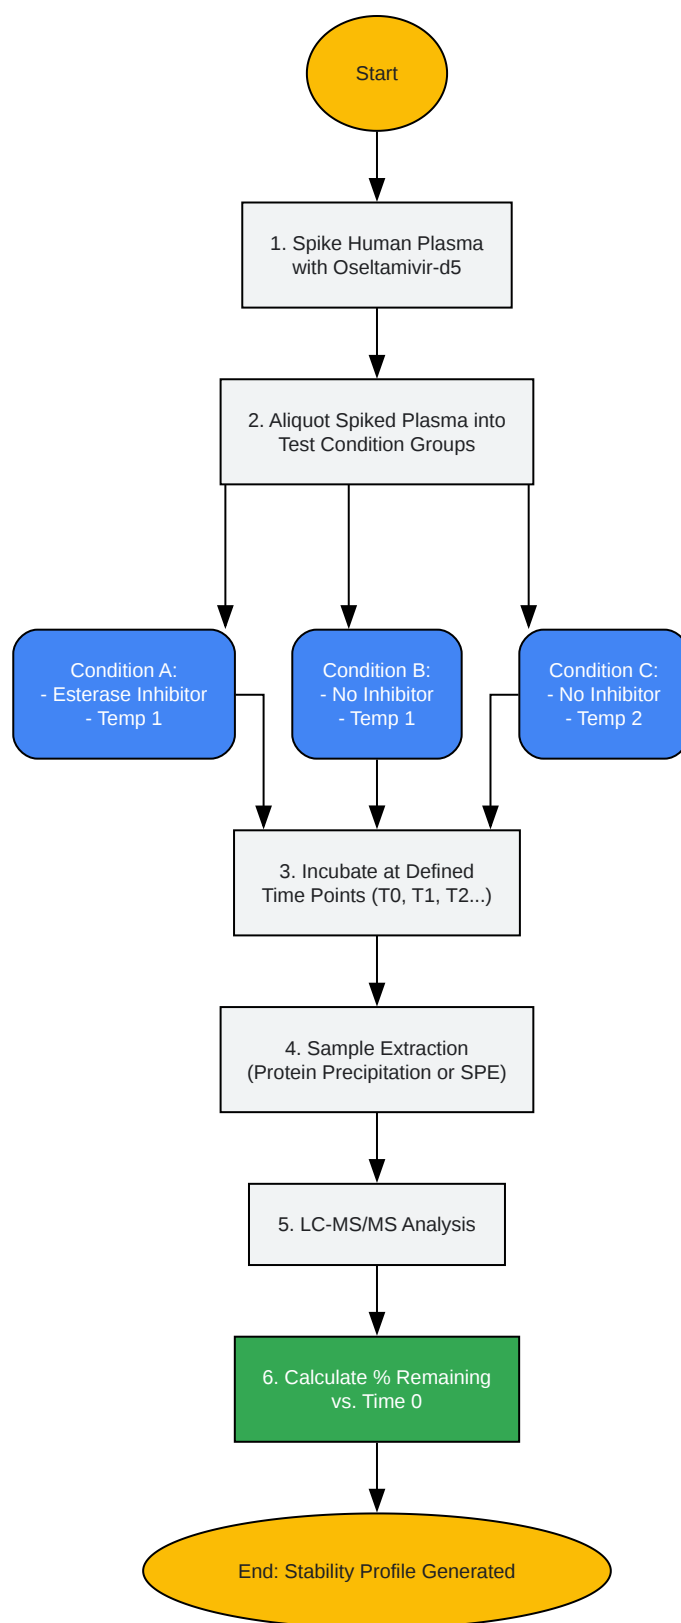 Start
1. Spike Human Plasma
with Oseltamivir-d5
2. Aliquot Spiked Plasma into
Test Condition Groups
Condition A:
- Esterase Inhibitor
- Temp 1
Condition B:
- No Inhibitor
- Temp 1
Condition C:
- No Inhibitor
- Temp 2
3. Incubate at Defined
Time Points (T0, T1, T2...)
4. Sample Extraction
(Protein Precipitation or SPE)
5. LC-MS/MS Analysis
6. Calculate % Remaining
vs. Time 0
End: Stability Profile Generated